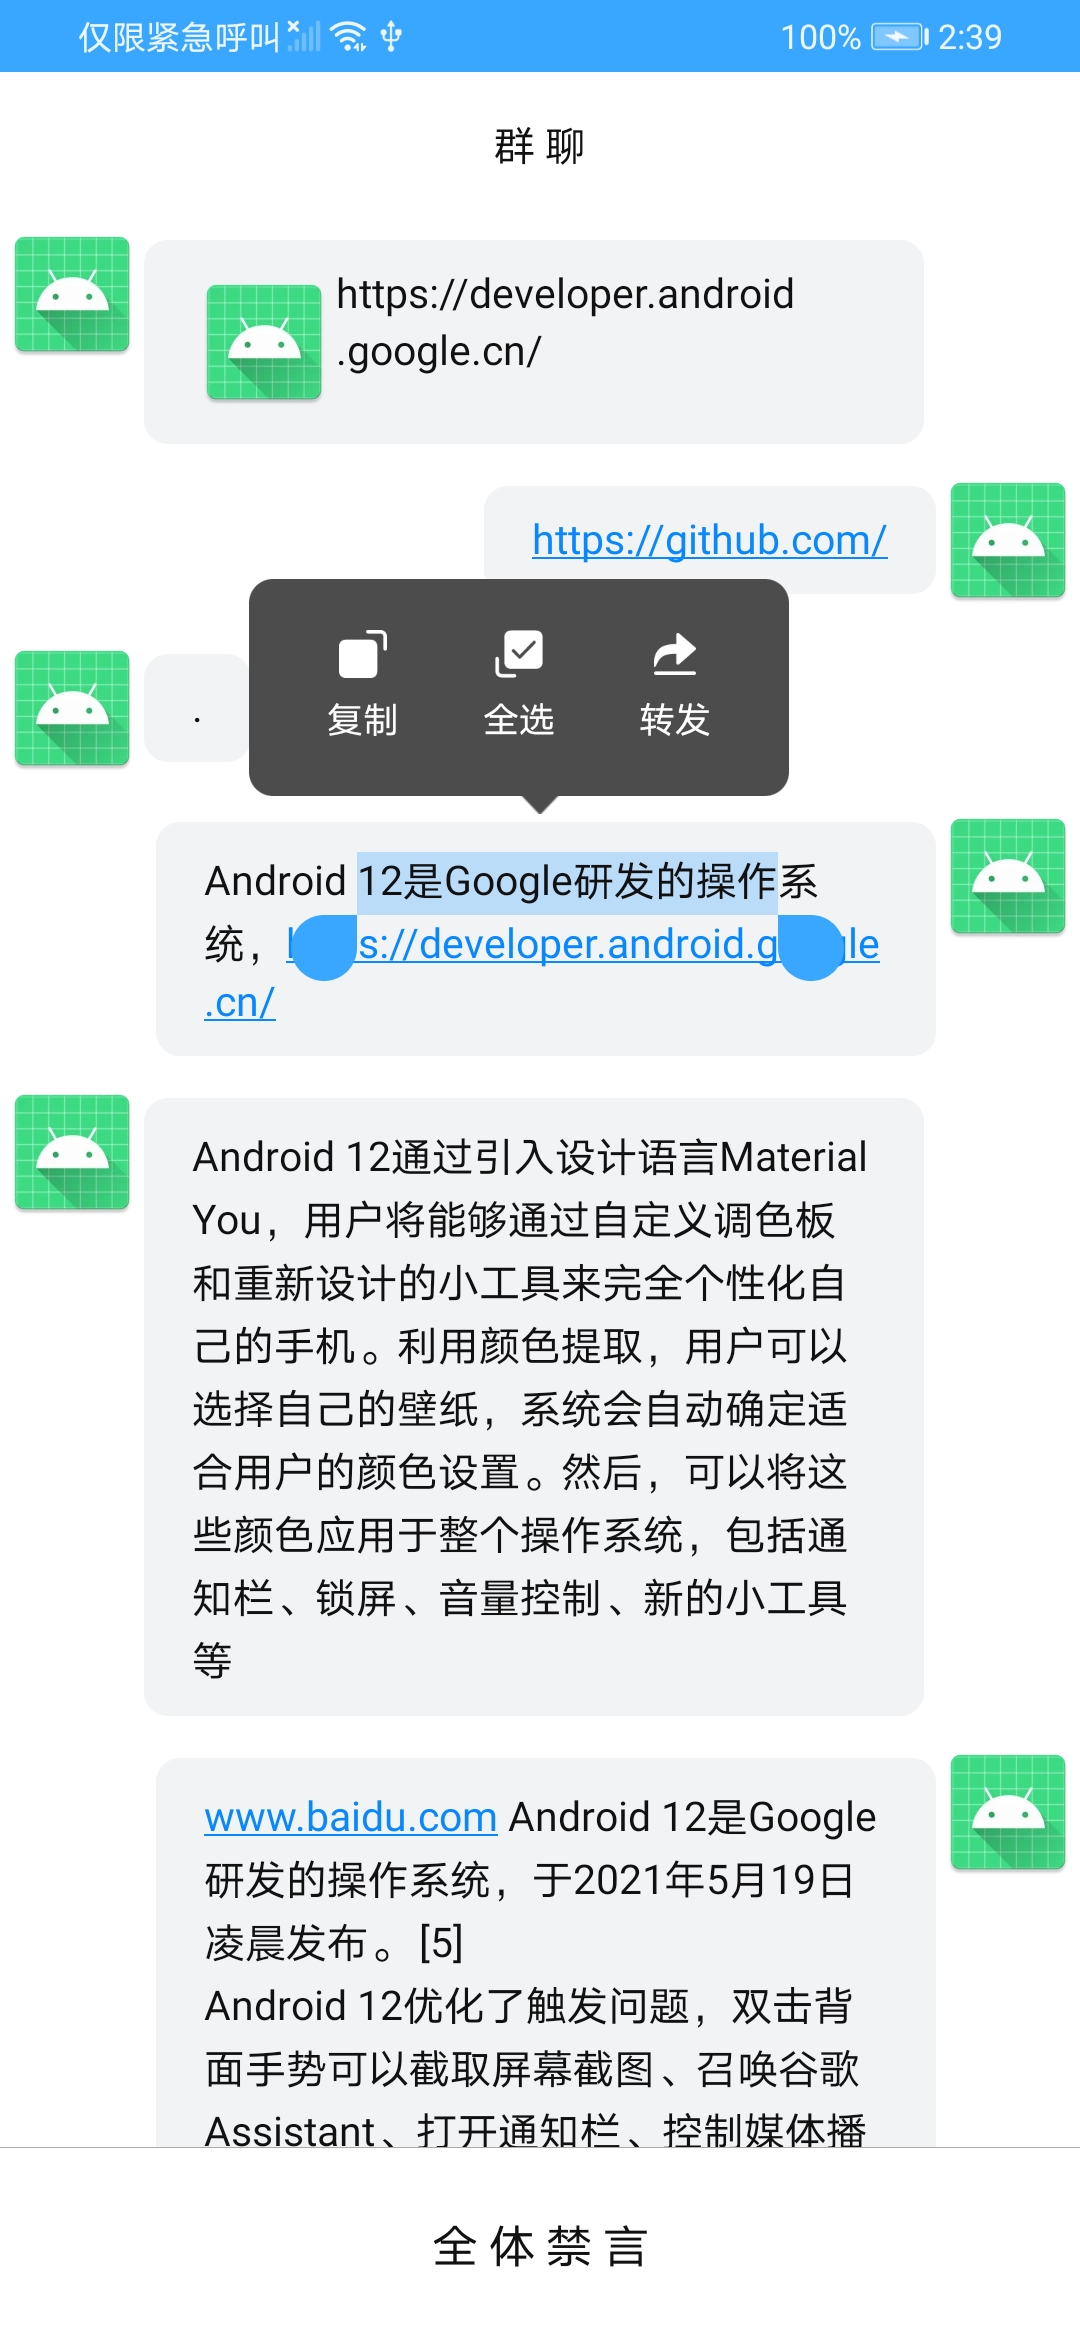 仅限紧急呼叫 100% 2:39
群聊
https://developer.android
.google.cn/
https://github.com/
复制 全选 转发
.
Android 12是Google研发的操作系
统，s://developer.android.g le
.cn/
Android 12通过引入设计语言Material
You，用户将能够通过自定义调色板
和重新设计的小工具来完全个性化自
己的手机。利用颜色提取，用户可以
选择自己的壁纸，系统会自动确定适
合用户的颜色设置。然后，可以将这
些颜色应用于整个操作系统，包括通
知栏、锁屏、音量控制、新的小工具
等
www.baidu.com Android 12是Google
研发的操作系统，于2021年5月19日
凌晨发布。[5]
Android 12优化了触发问题，双击背
面手势可以截取屏幕截图、召唤谷歌
Assistant、打开通知栏、控制媒体播
全体禁言